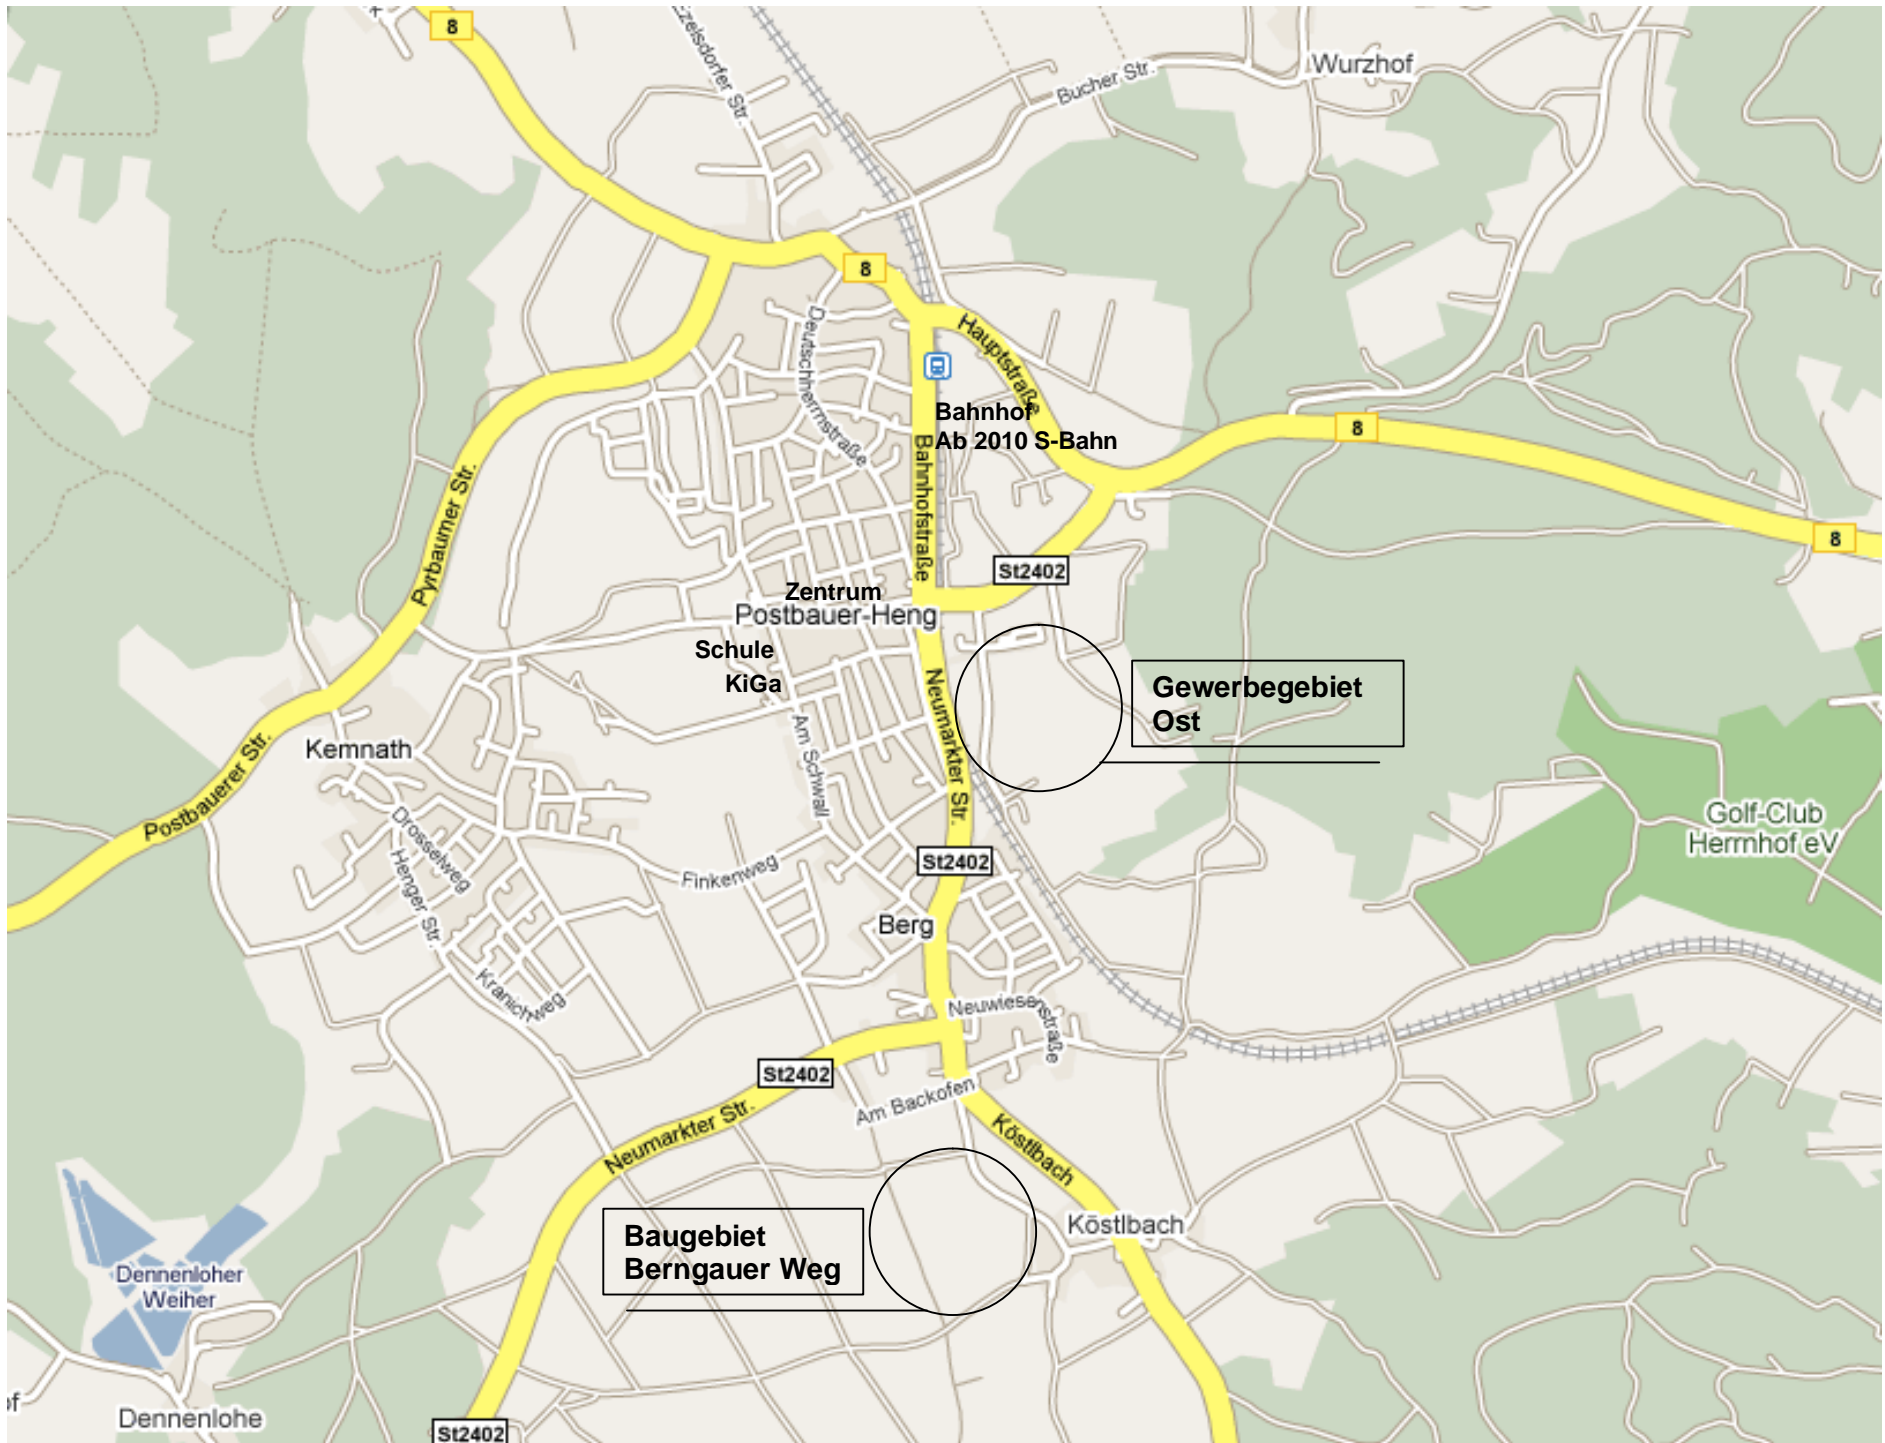 8
Ezelsdorfer Str.
Bucher Str.
Wurzhof
8
Deutschherrnstraße
Hauptstraße
Bahnhof
Ab 2010 S-Bahn
Bahnhofstraße
8
8
Pyrbaumer Str.
St2402
Zentrum
Postbauer-Heng
Schule
KiGa
Neumarkter Str.
Gewerbegebiet
Ost
Am Schwall
Kemnath
Postbauerer Str.
Drosselweg
Henger Str.
Finkenweg
St2402
Golf-Club
Herrnhof eV
Berg
Kranichweg
Neuwiesenstraße
St2402
Am Backofen
Neumarkter Str.
Köstlbach
Köstlbach
Baugebiet
Berngauer Weg
Dennenloher
Weiher
of
Dennenlohe
St2402